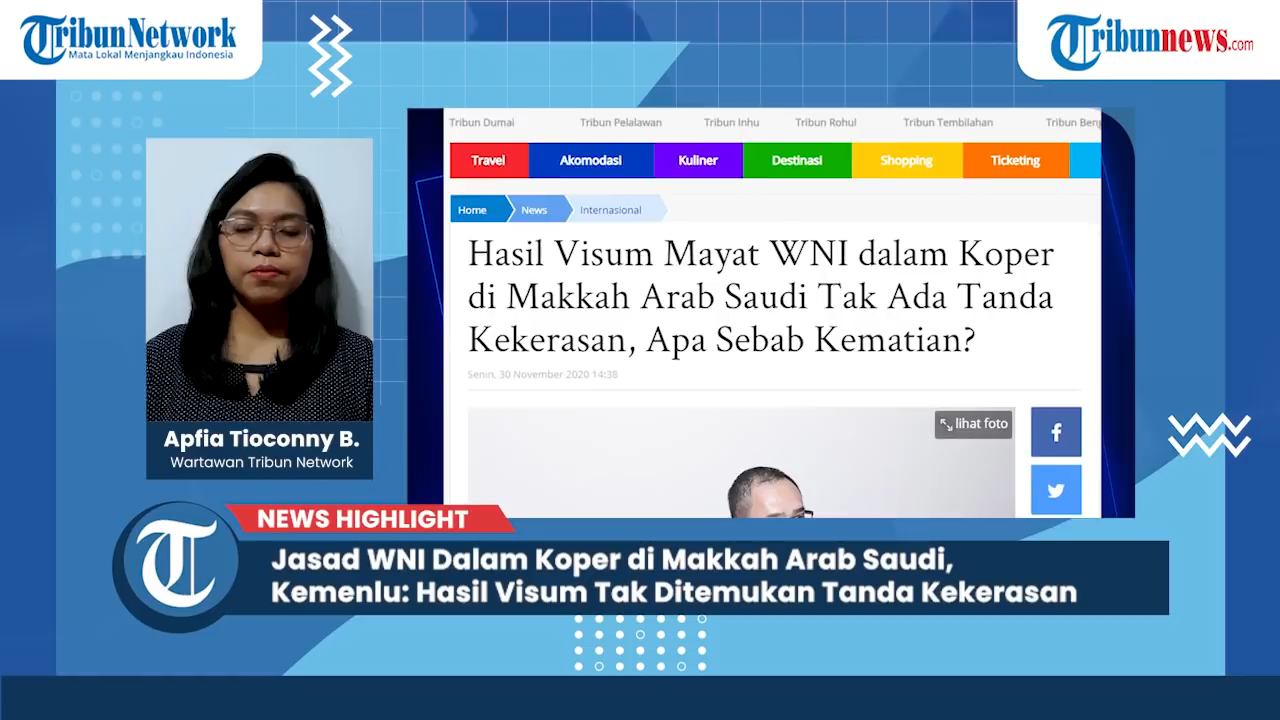 TribunNetwork
Mata Lokal Menjangkau Indonesia
Tribunnews.com
Tribun Dumai Tribun Pelalawan Tribun Inhu Tribun Rohul Tribun Tembilahan Tribun Beng
Travel Akomodasi Kuliner Destinasi Shopping Ticketing
Home News Internasional
Hasil Visum Mayat WNI dalam Koper
di Makkah Arab Saudi Tak Ada Tanda
Kekerasan, Apa Sebab Kematian?
Senin, 30 November 2020 14:38
lihat foto
Apfia Tioconny B.
Wartawan Tribun Network
NEWS HIGHLIGHT
Jasad WNI Dalam Koper di Makkah Arab Saudi,
Kemenlu: Hasil Visum Tak Ditemukan Tanda Kekerasan